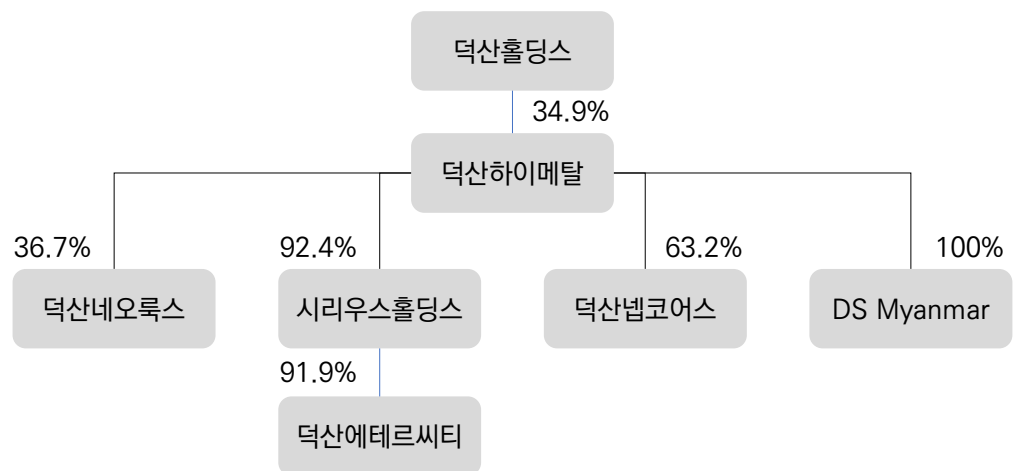 덕산홀딩스
34.9%
덕산하이메탈
36.7%
92.4%
63.2%
100%
덕산네오룩스
시리우스홀딩스
덕산넵코어스
DS Myanmar
91.9%
덕산에테르씨티